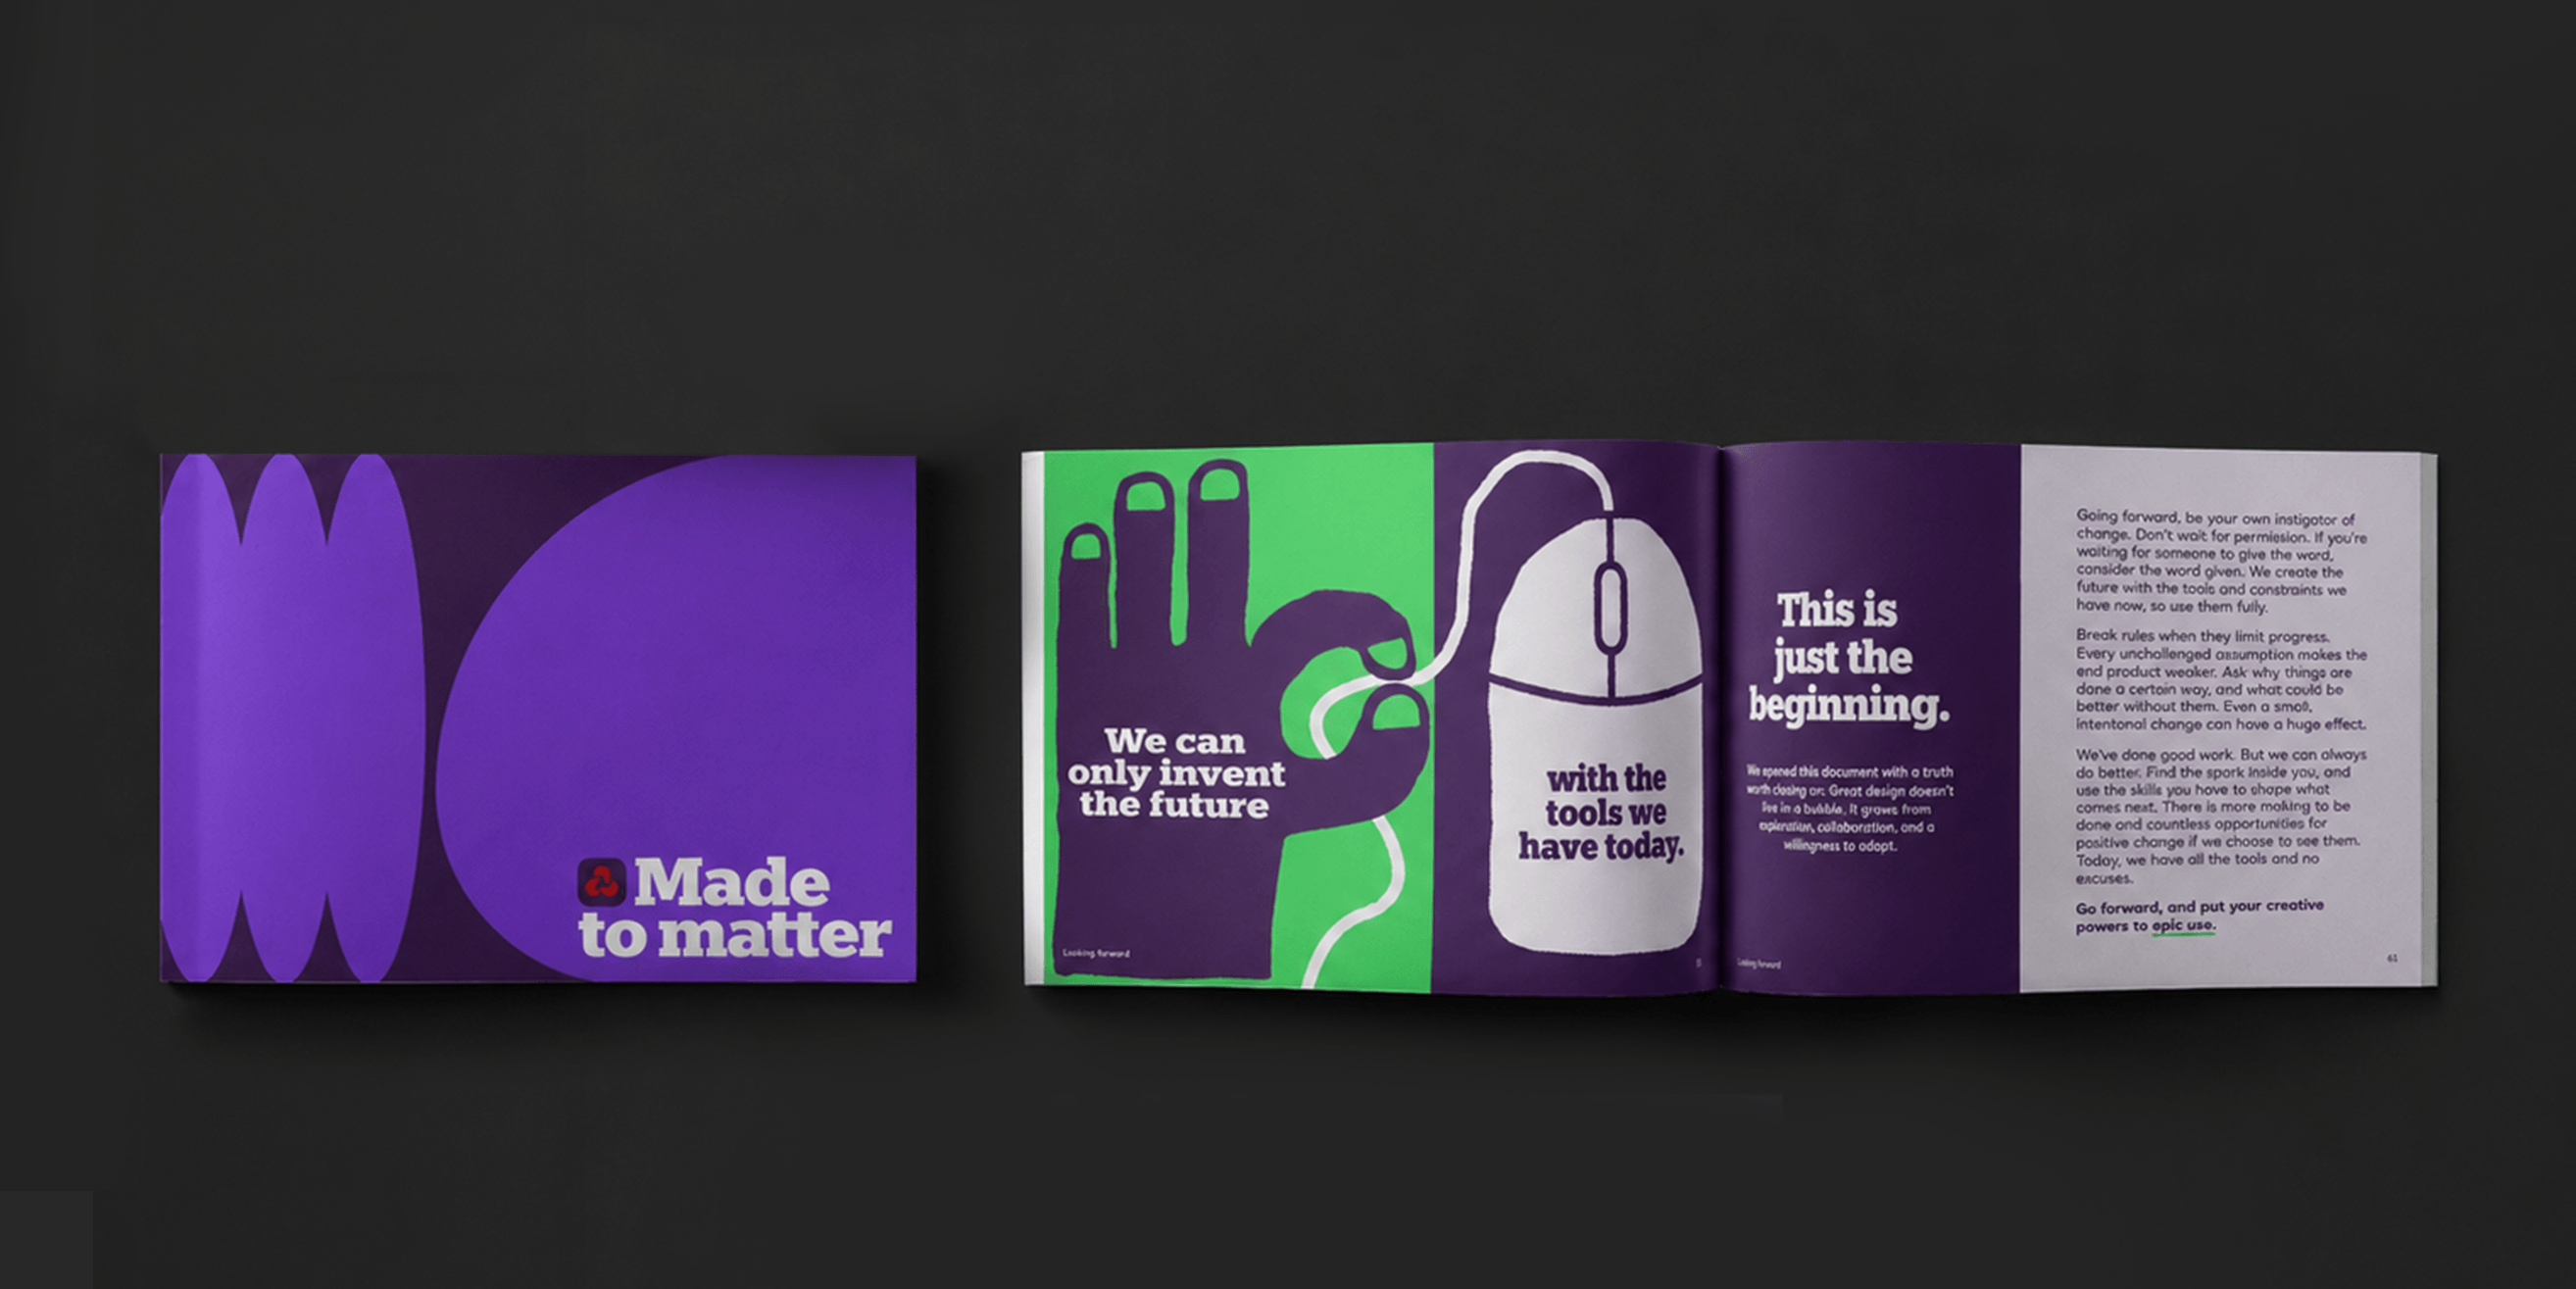 Made
to matter
We can
only invent
the future
Looking forward
with the
tools we
have today.
This is
just the
beginning.
We opened this document with a truth
worth closing on: Great design doesn't
live in a bubble. It grows from
exploration, collaboration, and a
willingness to adapt.
Looking forward
Going forward, be your own instigator of
change. Don't wait for permission. If you're
waiting for someone to give the word,
consider the word given. We create the
future with the tools and constraints we
have now, so use them fully.
Break rules when they limit progress.
Every unchallenged assumption makes the
end product weaker. Ask why things are
done a certain way, and what could be
better without them. Even a small,
intentonal change can have a huge effect.
We've done good work. But we can always
do better. Find the spark inside you, and
use the skills you have to shape what
comes next. There is more making to be
done and countless opportunities for
positive change if we choose to see them.
Today, we have all the tools and no
excuses.
Go forward, and put your creative
powers to epic use.
61